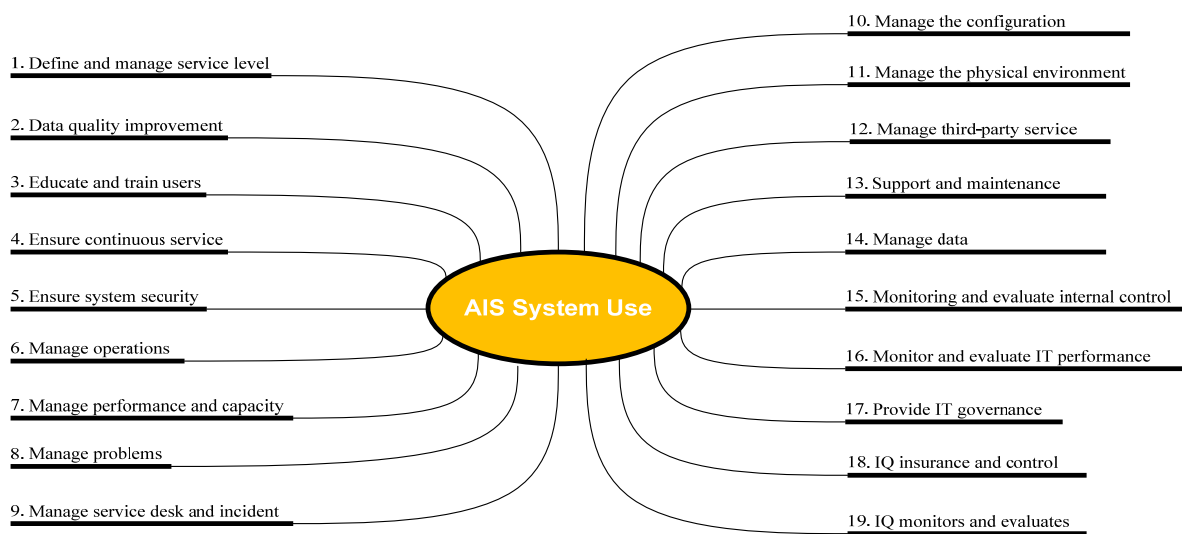 1. Define and manage service level
2. Data quality improvement
3. Educate and train users
4. Ensure continuous service
5. Ensure system security
6. Manage operations
7. Manage performance and capacity
8. Manage problems
9. Manage service desk and incident
AIS System Use
10. Manage the configuration
11. Manage the physical environment
12. Manage third-party service
13. Support and maintenance
14. Manage data
15. Monitoring and evaluate internal control
16. Monitor and evaluate IT performance
17. Provide IT governance
18. IQ insurance and control
19. IQ monitors and evaluates